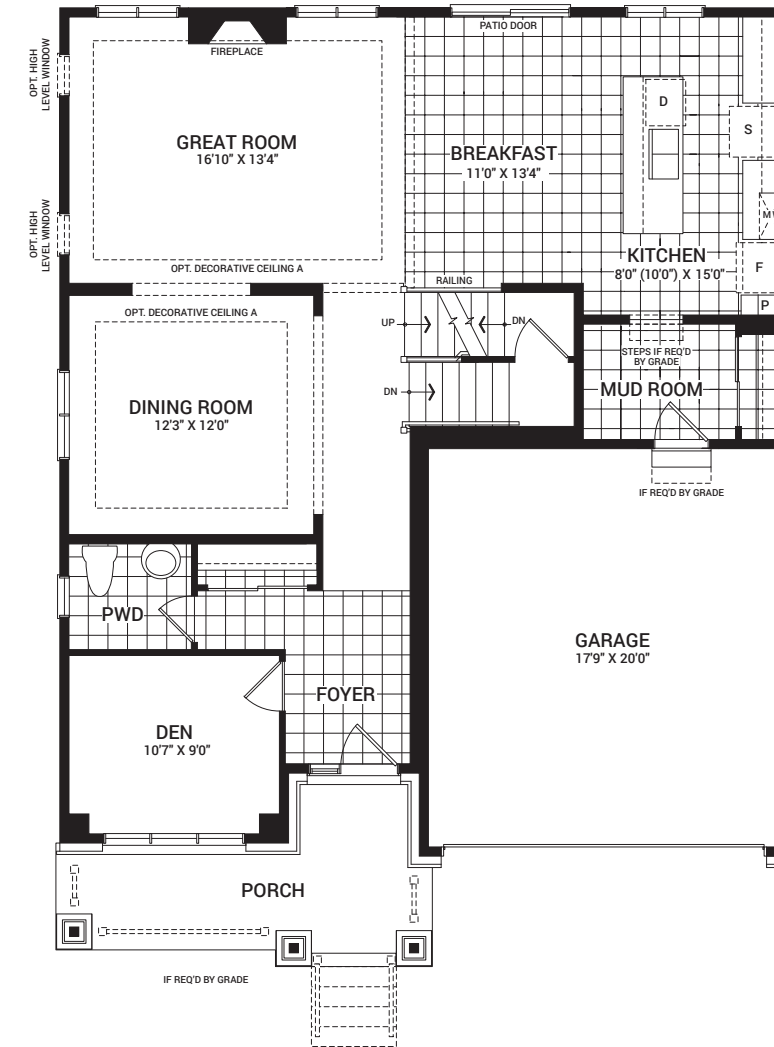 PATIO DOOR
FIREPLACE
OPT. HIGH
LEVEL WINDOW
D
GREAT ROOM
16'10" X 13'4"
BREAKFAST
11'0" X 13'4"
S
OPT. HIGH
LEVEL WINDOW
KITCHEN
8'0" (10'0") X 15'0"
F
P
OPT. DECORATIVE CEILING A
RAILING
OPT. DECORATIVE CEILING A
UP
DN
STEPS IF REQ'D
BY GRADE
MUD ROOM
DN
DINING ROOM
12'3" X 12'0"
IF REQ'D BY GRADE
PWD
GARAGE
17'9" X 20'0"
FOYER
DEN
10'7" X 9'0"
PORCH
IF REQ'D BY GRADE